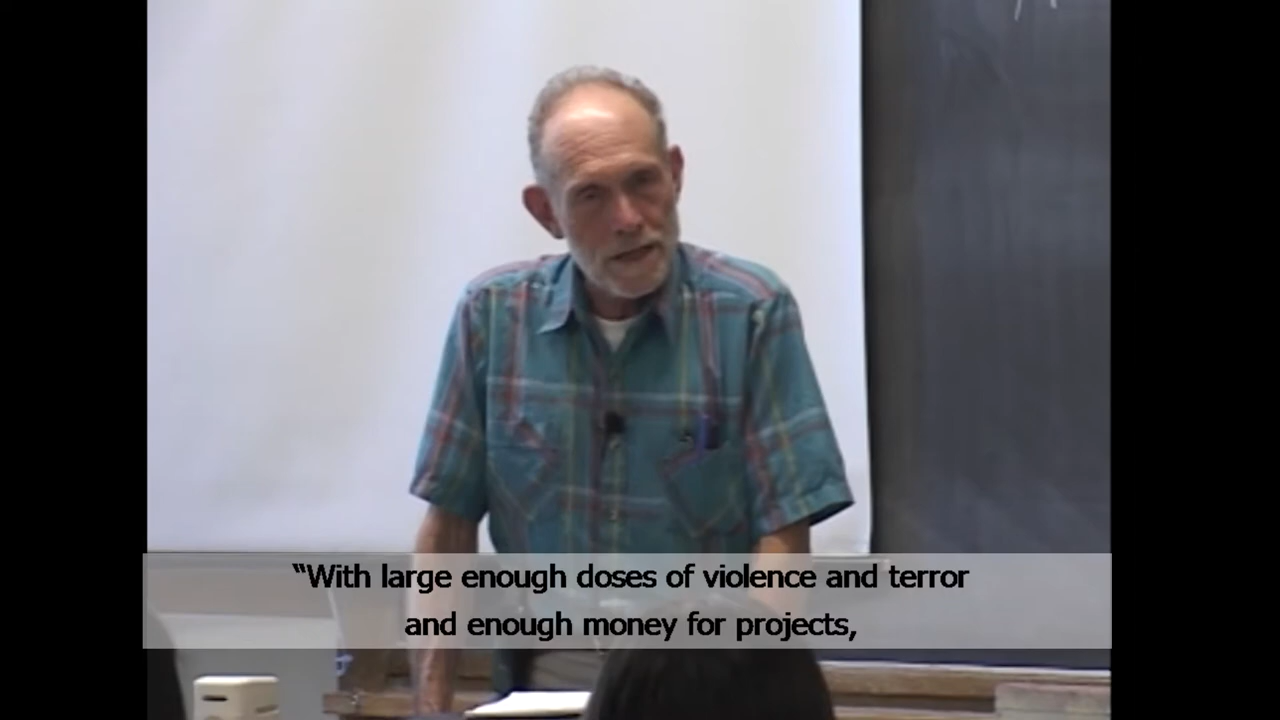 “With large enough doses of violence and terror
and enough money for projects,